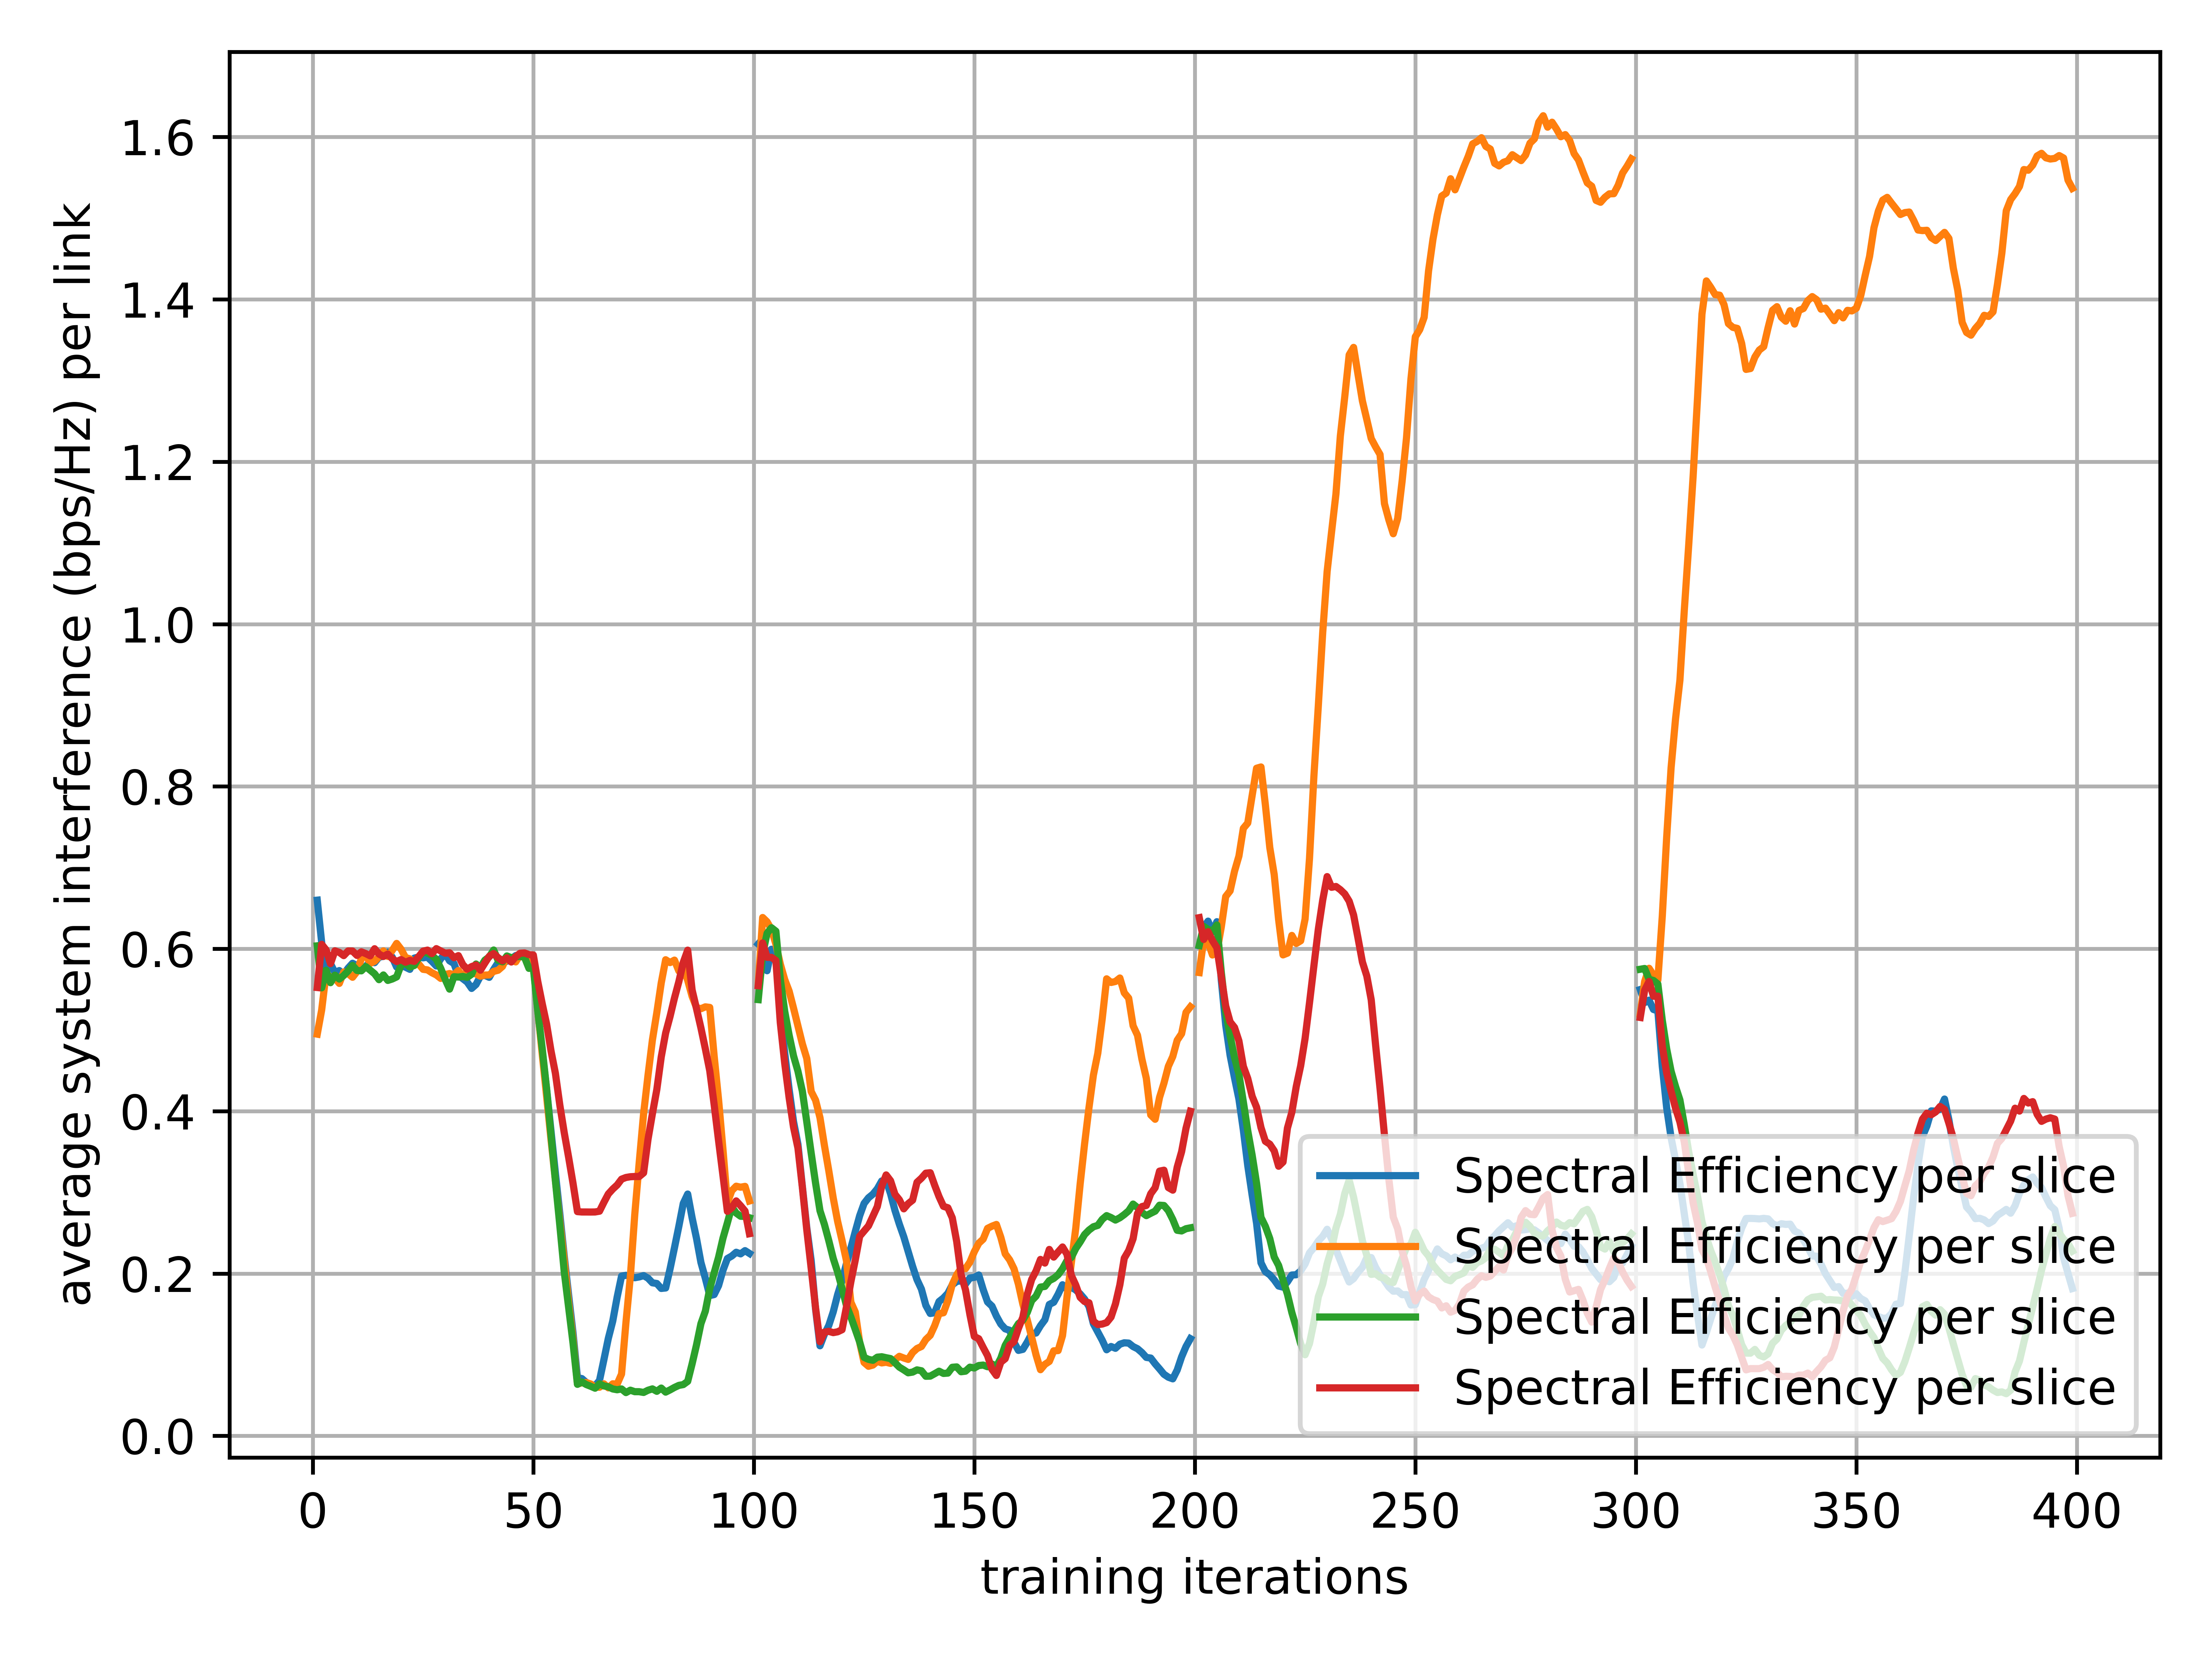 average system interference (bps/Hz) per link
1.6
1.4
1.2
1.0
0.8
0.6
0.4
0.2
0.0
Spectral Efficiency per slice
Spectral Efficiency per slice
Spectral Efficiency per slice
Spectral Efficiency per slice
0 50 100 150 200 250 300 350 400
training iterations